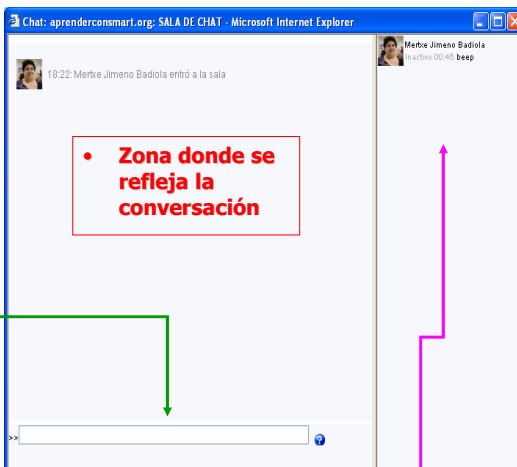 Chat: aprenderconsmart.org: SALA DE CHAT - Microsoft Internet Explorer
18:22: Mertxe Jimeno Badiola entró a la sala
Mertxe Jimeno Badiola
Inactivo 00:45 beep
• Zona donde se
refleja la
conversación
>>
?